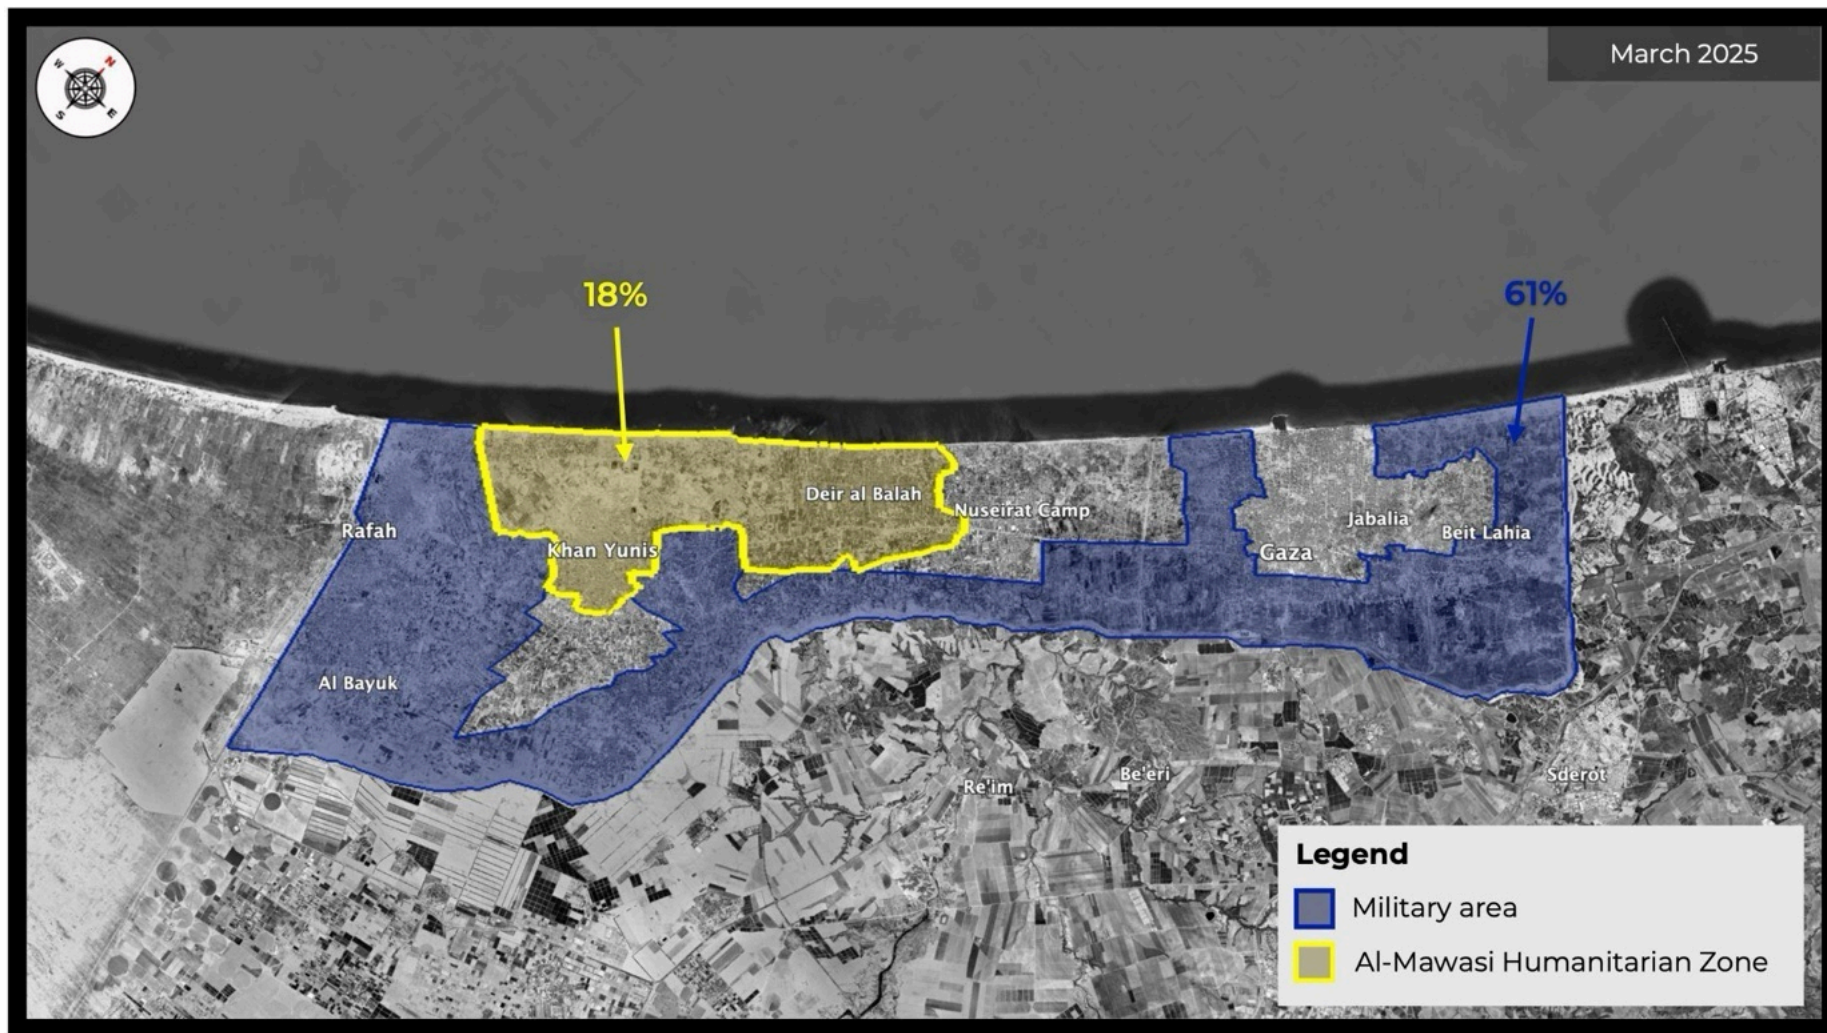 W
N
S
E
March 2025
18%
61%
Deir al Balah
Nuseirat Camp
Rafah
Jabalia
Beit Lahia
Khan Yunis
Gaza
Al Bayuk
Re'im
Be'eri
Sderot
Legend
Military area
Al-Mawasi Humanitarian Zone